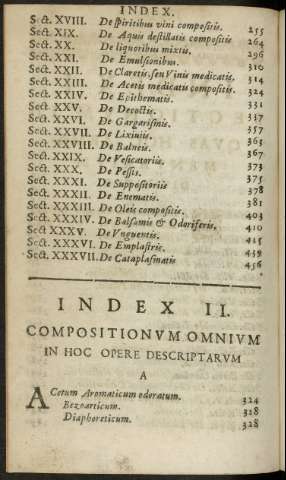 INDEX.
Sect. XVIII. De spiritibus vini compositis. 255
Sect. XIX. De Aquis destillatis compositis 264
Sect. XX. De liquoribus mixtis. 296
Sect. XXI. De Emulsionibus. 310
Sect. XXII. De Claretis, seu Vinis medicatis. 314
Sect. XXIII. De Acetis medicatis compositis. 324
Sect. XXIV. De Epithematis. 331
Sect. XXV. De Decoctis. 337
Sect. XXVI. De Gargarismis. 357
Sect. XXVII. De Lixiuiis. 363
Sect. XXVIII. De Balneis. 367
Sect. XXIX. De Vesicatoriis. 373
Sect. XXX. De Pessis. 375
Sect. XXXI. De Suppositoriis 378
Sect. XXXII. De Enematis. 381
Sect. XXXIII. De Oleis compositis. 403
Sect. XXXIV. De Balsamis & Odoriferis. 410
Sect XXXV. De Vnguentis. 415
Sect. XXXVI. De Emplastris. 439
Sect. XXXVII. De Cataplasmatis 456
INDEX II.
COMPOSITIONVM OMNIVM
IN HOC OPERE DESCRIPTARVM
A
ACetum Aromaticum odoratum. 324
Bezoarticum. 328
Diaphoreticum. 328